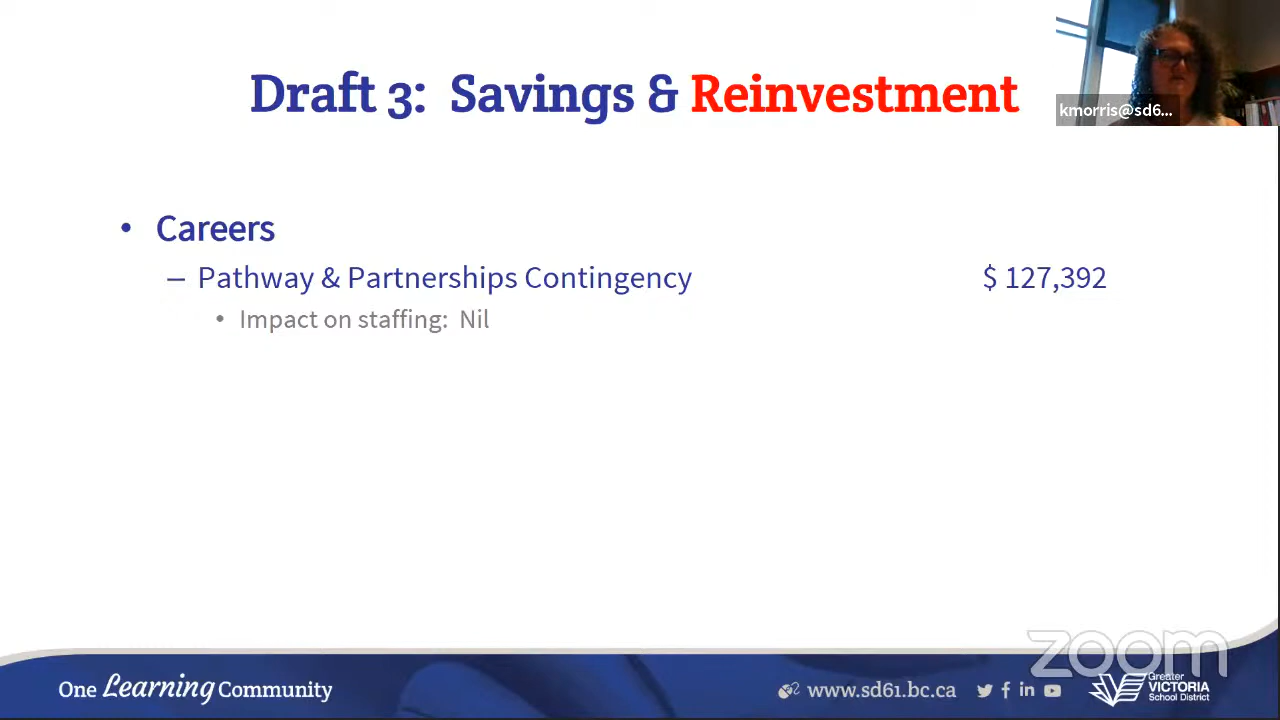 Draft 3: Savings & Reinvestment
kmorris@sd6...
• Careers
– Pathway & Partnerships Contingency $ 127,392
• Impact on staffing: Nil
zoom
One Learning Community
www.sd61.bc.ca
Greater
VICTORIA
School District